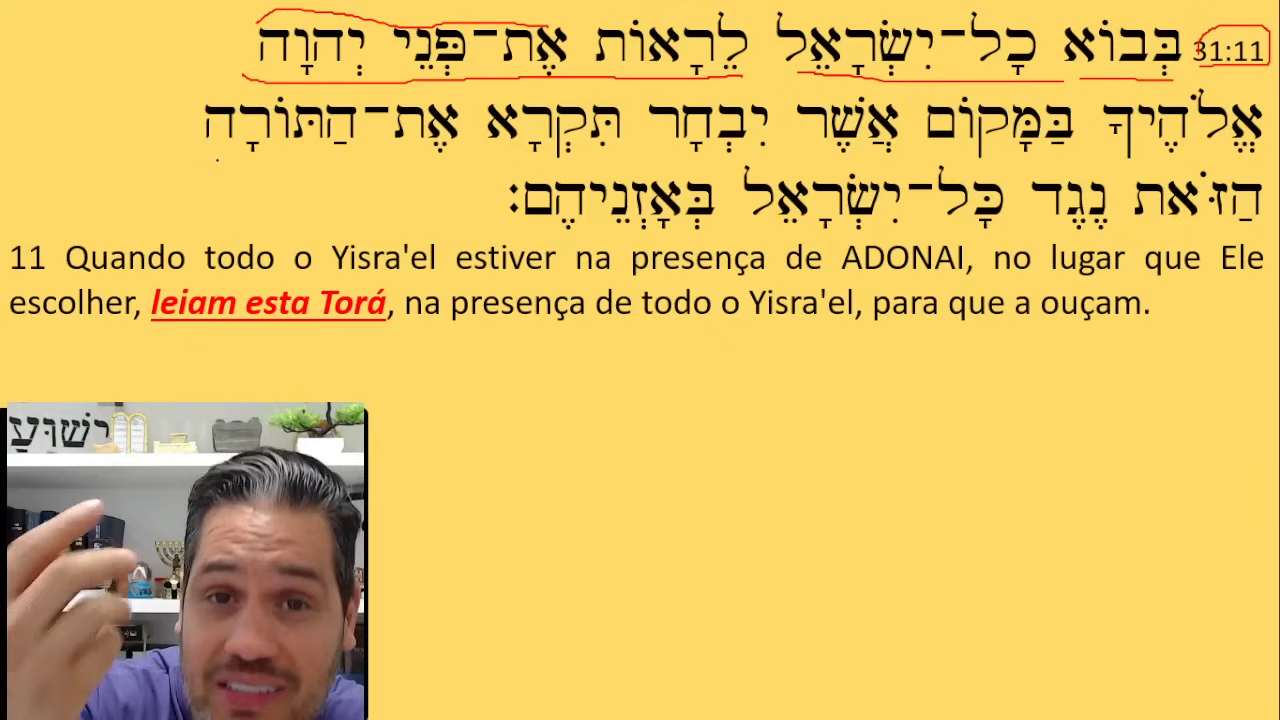 31:11 בְּבוֹא כָל־יִשְׂרָאֵל לֵרָאוֹת אֶת־פְּנֵי יְהוָה
אֱלֹהֶיךָ בַּמָּקוֹם אֲשֶׁר יִבְחָר תִּקְרָא אֶת־הַתּוֹרָה
הַזֹּאת נֶגֶד כָּל־יִשְׂרָאֵל בְּאָזְנֵיהֶם׃
11 Quando todo o Yisra'el estiver na presença de ADONAI, no lugar que Ele
escolher, leiam esta Torá, na presença de todo o Yisra'el, para que a ouçam.
ישׁוּעַ